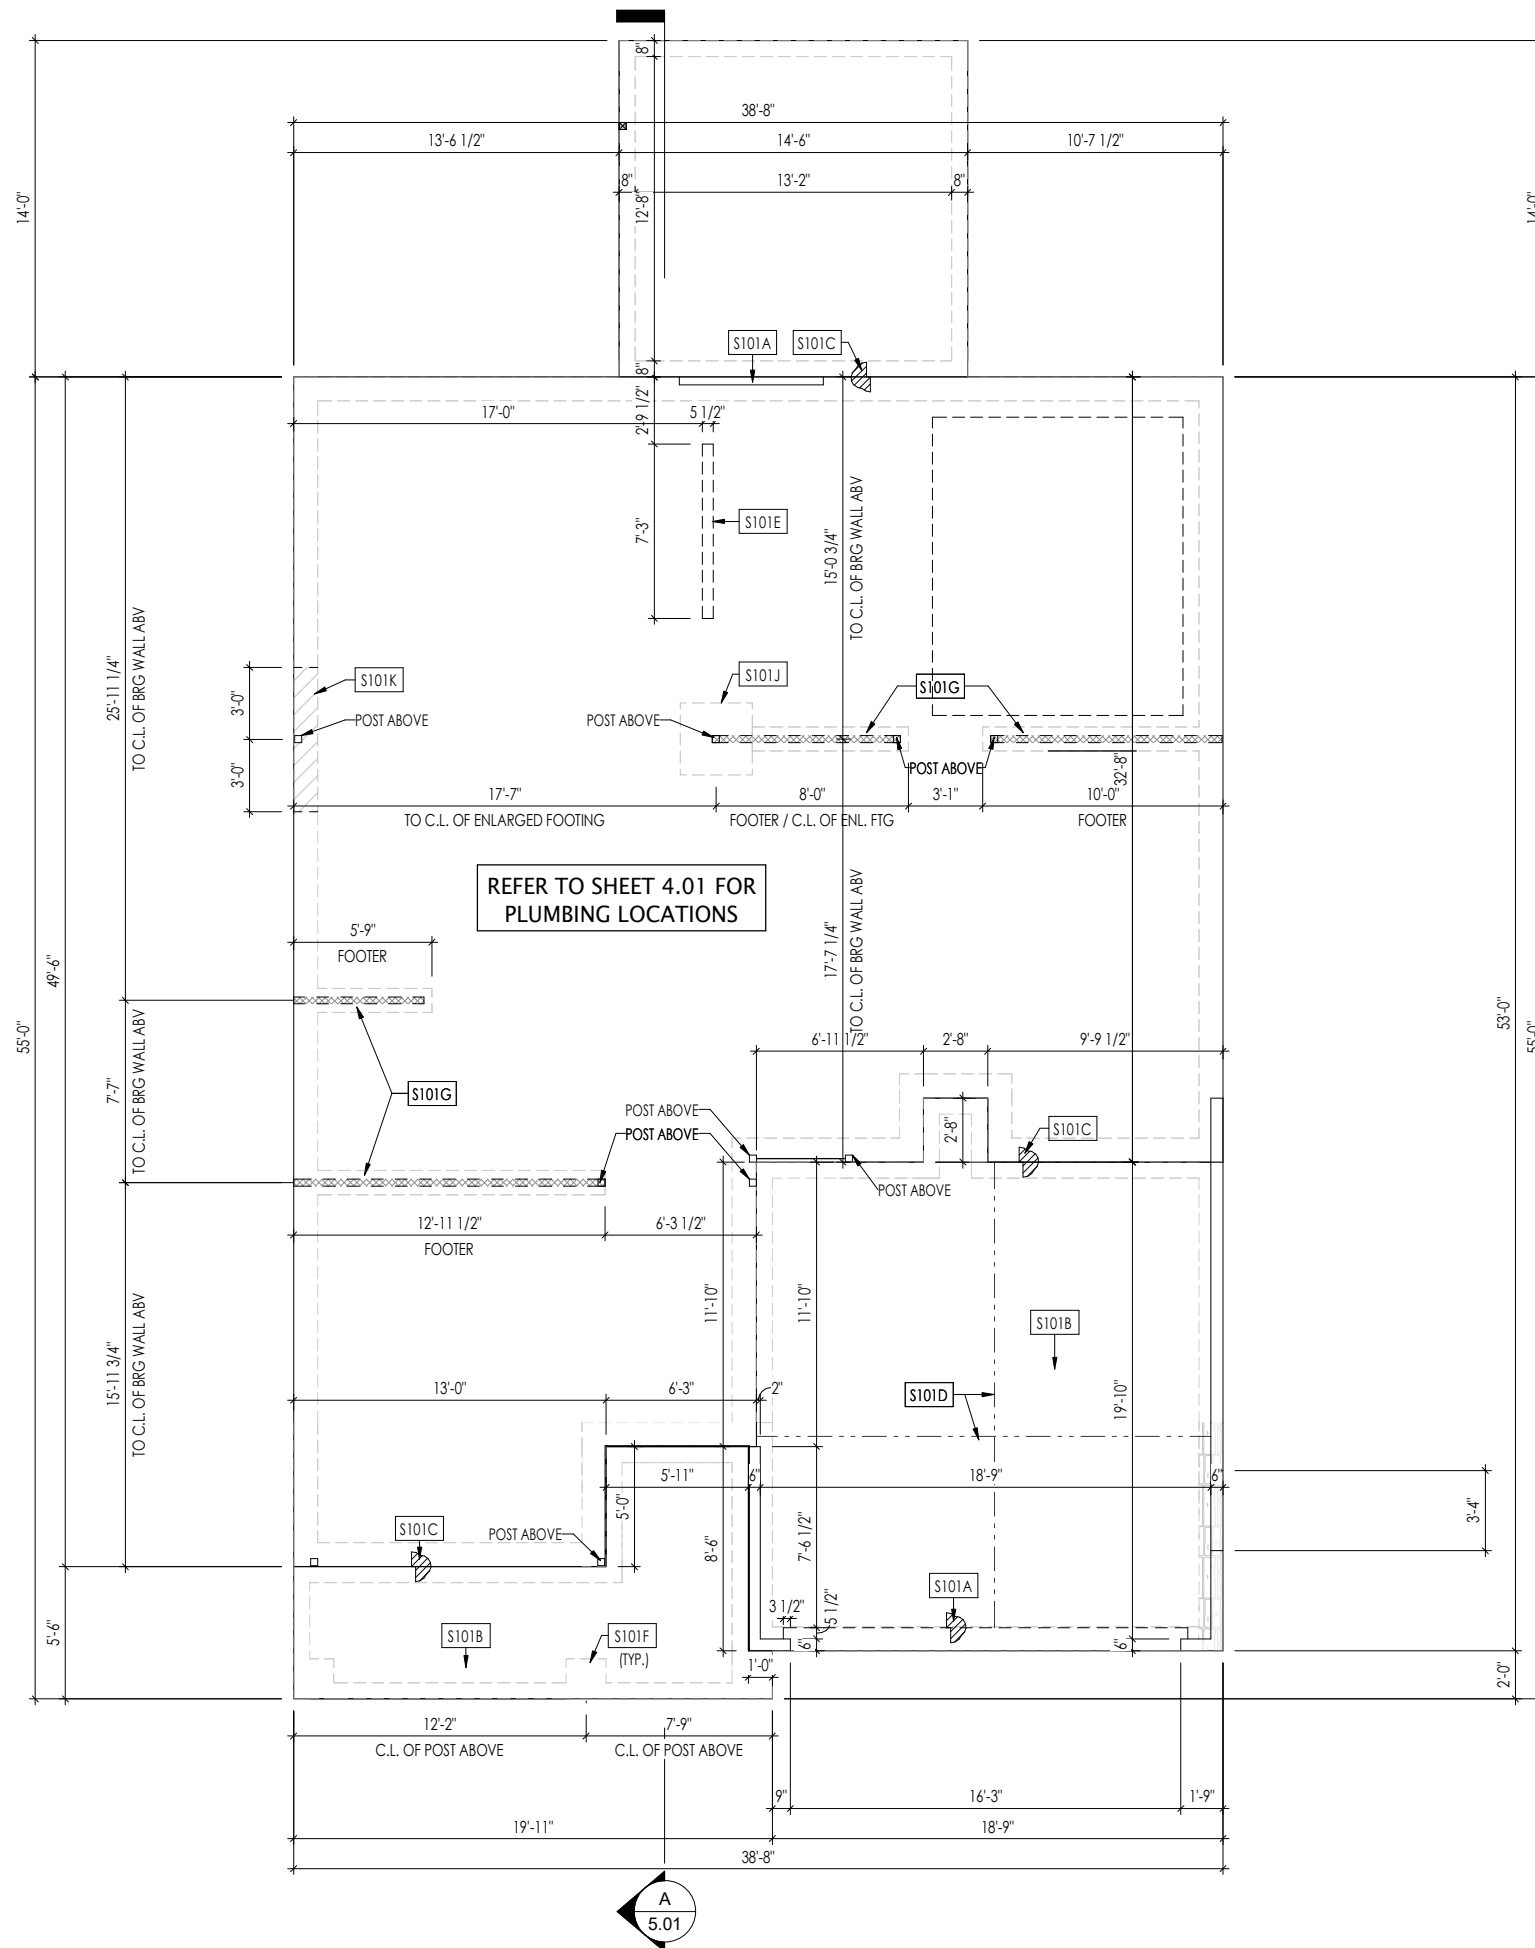 8"
38'-8"
13'-6 1/2"
14'-6"
10'-7 1/2"
8"
13'-2"
8"
12'-8"
14'-0"
14'-0"
S101A
S101C
8"
17'-0"
5 1/2"
2'-9 1/2"
7'-3"
S101E
15'-0 3/4"
TO C.L. OF BRG WALL ABV
25'-11 1/4"
TO C.L. OF BRG WALL ABV
S101K
3'-0"
POST ABOVE
3'-0"
S101J
POST ABOVE
S101G
POST ABOVE
32'-8"
17'-7"
8'-0"
3'-1"
10'-0"
TO C.L. OF ENLARGED FOOTING
FOOTER / C.L. OF ENL. FTG
FOOTER
REFER TO SHEET 4.01 FOR
PLUMBING LOCATIONS
17'-7 1/4"
TO C.L. OF BRG WALL ABV
5'-9"
FOOTER
49'-6"
55'-0"
53'-0"
55'-0"
6'-11 1/2"
2'-8"
9'-9 1/2"
7'-7"
TO C.L. OF BRG WALL ABV
S101G
POST ABOVE
POST ABOVE
2'-8"
S101C
POST ABOVE
12'-11 1/2"
6'-3 1/2"
FOOTER
11'-10"
11'-10"
S101B
15'-11 3/4"
TO C.L. OF BRG WALL ABV
13'-0"
6'-3"
2"
S101D
19'-10"
5'-11"
6"
18'-9"
6"
5'-0"
3'-4"
S101C
POST ABOVE
8'-6"
7'-6 1/2"
S101A
3 1/2"
5 1/2"
5'-6"
S101B
S101F
(TYP.)
6"
6"
1'-0"
2'-0"
12'-2"
7'-9"
C.L. OF POST ABOVE
C.L. OF POST ABOVE
9"
16'-3"
1'-9"
19'-11"
18'-9"
38'-8"
A
5.01